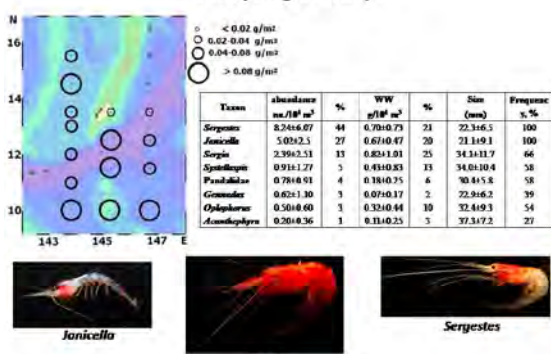 N
16
14
12
10
143 145 147 E
< 0.02 g/m²
0.02-0.04 g/m²
0.04-0.08 g/m²
> 0.08 g/m²
Taxon abundance no./10⁴ m³ % WW g/10⁴ m³ % Size (mm) Frequency, %
Sergestes 8.24±6.07 44 0.70±0.73 21 22.3±6.5 100
Janicella 5.02±2.5 27 0.67±0.47 20 21.1±9.1 100
Sergia 2.39±2.51 13 0.82±1.01 25 34.1±11.7 66
Systellaspis 0.91±1.27 5 0.43±0.83 13 34.0±10.4 58
Pandalidae 0.78±0.91 4 0.18±0.25 6 30.4±5.8 58
0.62±1.10 3 0.07±0.17 2 22.9±6.2 39
Oplophorus 0.50±0.60 3 0.32±0.44 10 32.4±9.3 54
Acanthephyra 0.20±0.36 1 0.11±0.25 3 37.3±7.2 27
Janicella
Sergestes